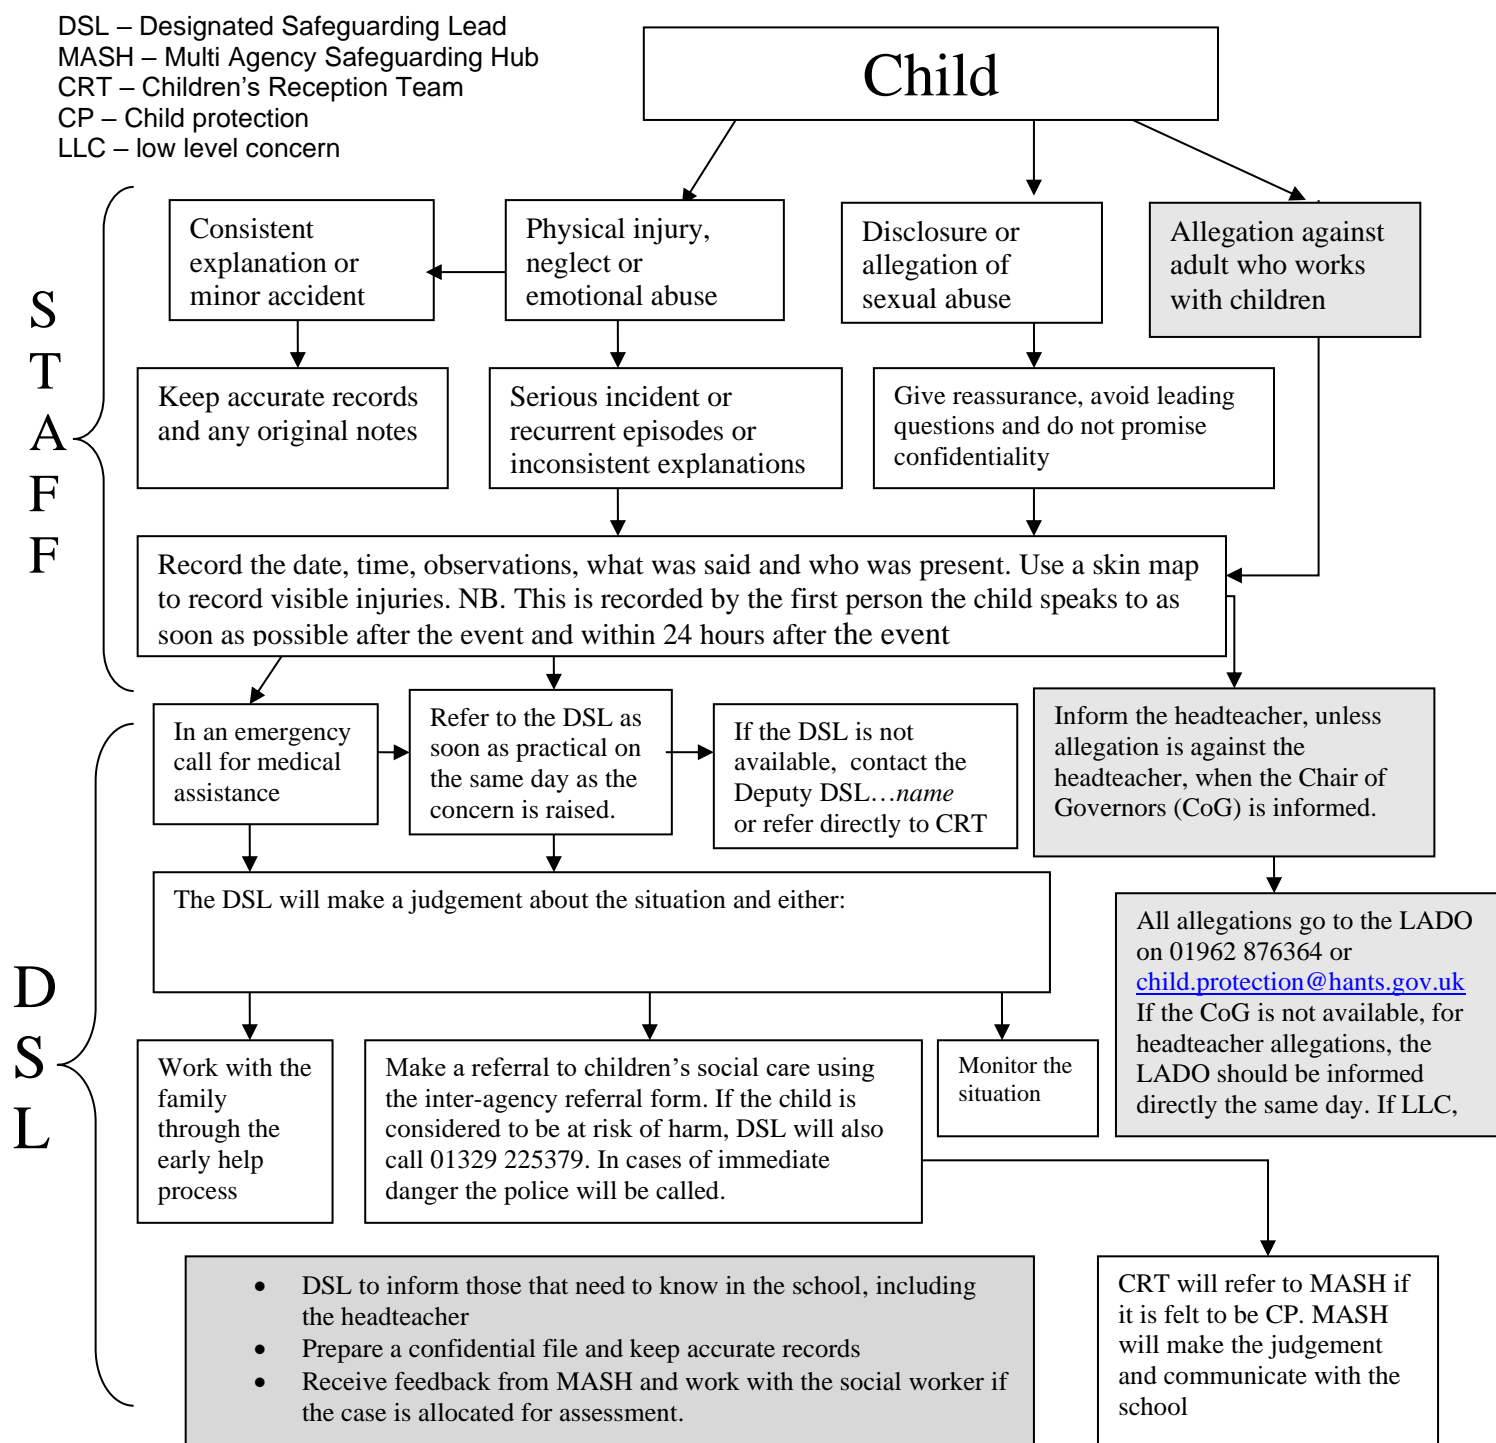 DSL – Designated Safeguarding Lead
MASH – Multi Agency Safeguarding Hub
CRT – Children's Reception Team
CP – Child protection
LLC – low level concern
Child
S
T
A
F
F
Consistent
explanation or
minor accident
Physical injury,
neglect or
emotional abuse
Disclosure or
allegation of
sexual abuse
Allegation against
adult who works
with children
Keep accurate records
and any original notes
Serious incident or
recurrent episodes or
inconsistent explanations
Give reassurance, avoid leading
questions and do not promise
confidentiality
Record the date, time, observations, what was said and who was present. Use a skin map
to record visible injuries. NB. This is recorded by the first person the child speaks to as
soon as possible after the event and within 24 hours after the event
D
S
L
In an emergency
call for medical
assistance
Refer to the DSL as
soon as practical on
the same day as the
concern is raised.
If the DSL is not
available, contact the
Deputy DSL…name
or refer directly to CRT
Inform the headteacher, unless
allegation is against the
headteacher, when the Chair of
Governors (CoG) is informed.
The DSL will make a judgement about the situation and either:
All allegations go to the LADO
on 01962 876364 or
child.protection@hants.gov.uk
If the CoG is not available, for
headteacher allegations, the
LADO should be informed
directly the same day. If LLC,
Work with the
family
through the
early help
process
Make a referral to children's social care using
the inter-agency referral form. If the child is
considered to be at risk of harm, DSL will also
call 01329 225379. In cases of immediate
danger the police will be called.
Monitor the
situation
• DSL to inform those that need to know in the school, including
the headteacher
• Prepare a confidential file and keep accurate records
• Receive feedback from MASH and work with the social worker if
the case is allocated for assessment.
CRT will refer to MASH if
it is felt to be CP. MASH
will make the judgement
and communicate with the
school